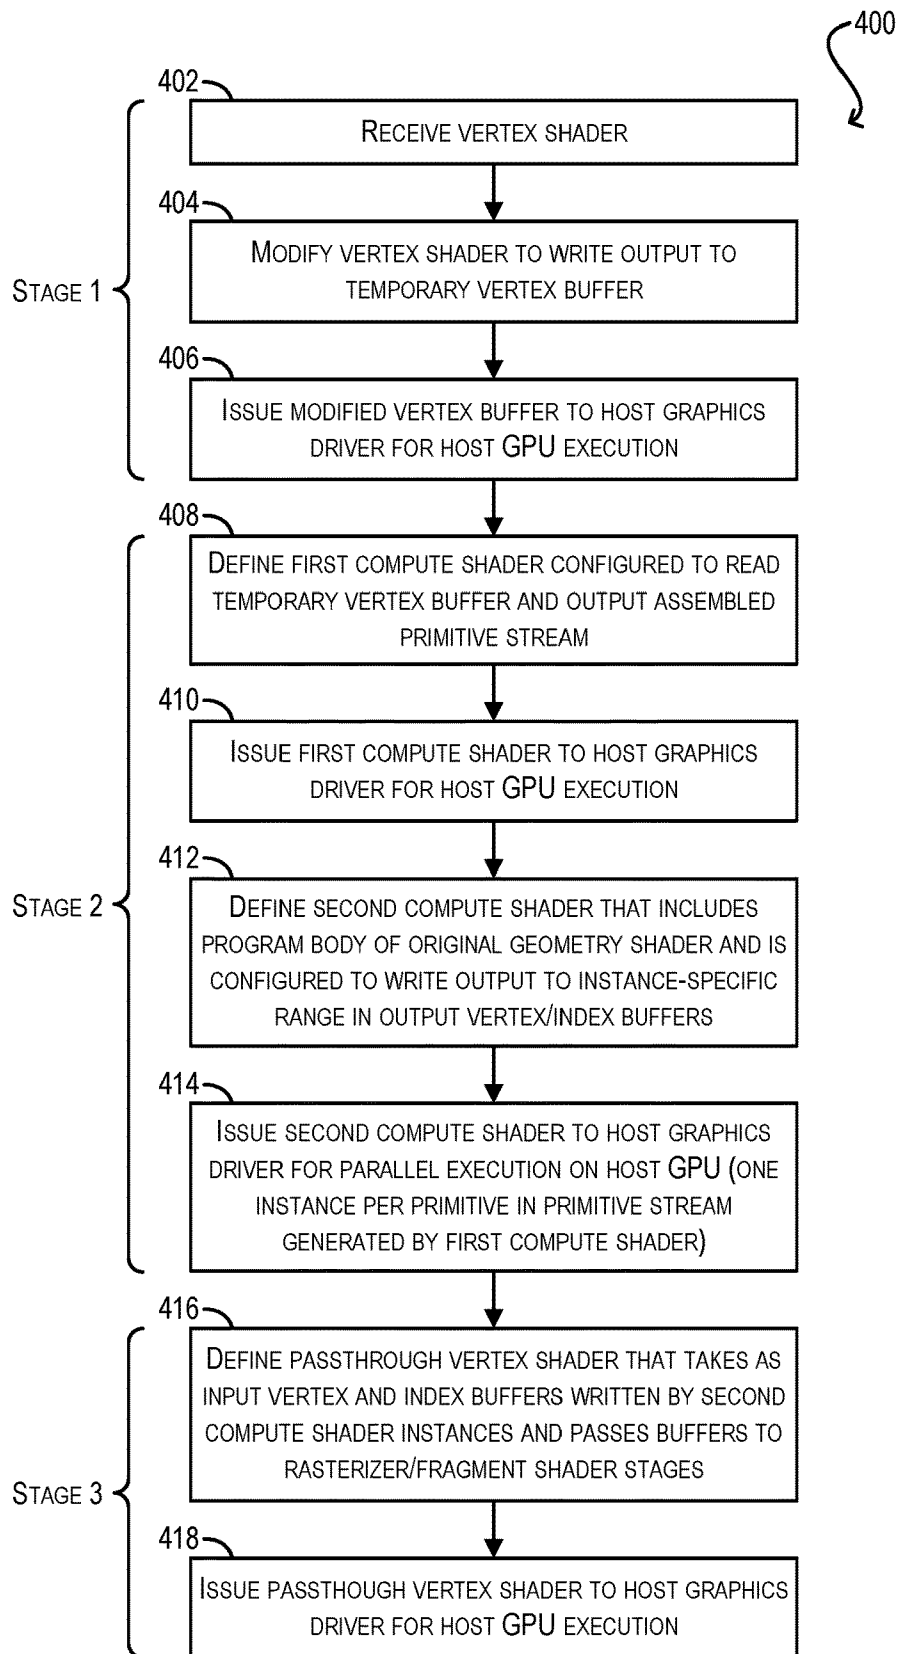 400
402
RECEIVE VERTEX SHADER
404
MODIFY VERTEX SHADER TO WRITE OUTPUT TO
TEMPORARY VERTEX BUFFER
STAGE 1
406
ISSUE MODIFIED VERTEX BUFFER TO HOST GRAPHICS
DRIVER FOR HOST GPU EXECUTION
408
DEFINE FIRST COMPUTE SHADER CONFIGURED TO READ
TEMPORARY VERTEX BUFFER AND OUTPUT ASSEMBLED
PRIMITIVE STREAM
410
ISSUE FIRST COMPUTE SHADER TO HOST GRAPHICS
DRIVER FOR HOST GPU EXECUTION
412
STAGE 2
DEFINE SECOND COMPUTE SHADER THAT INCLUDES
PROGRAM BODY OF ORIGINAL GEOMETRY SHADER AND IS
CONFIGURED TO WRITE OUTPUT TO INSTANCE-SPECIFIC
RANGE IN OUTPUT VERTEX/INDEX BUFFERS
414
ISSUE SECOND COMPUTE SHADER TO HOST GRAPHICS
DRIVER FOR PARALLEL EXECUTION ON HOST GPU (ONE
INSTANCE PER PRIMITIVE IN PRIMITIVE STREAM
GENERATED BY FIRST COMPUTE SHADER)
416
DEFINE PASSTHROUGH VERTEX SHADER THAT TAKES AS
INPUT VERTEX AND INDEX BUFFERS WRITTEN BY SECOND
COMPUTE SHADER INSTANCES AND PASSES BUFFERS TO
RASTERIZER/FRAGMENT SHADER STAGES
STAGE 3
418
ISSUE PASSTHOUGH VERTEX SHADER TO HOST GRAPHICS
DRIVER FOR HOST GPU EXECUTION